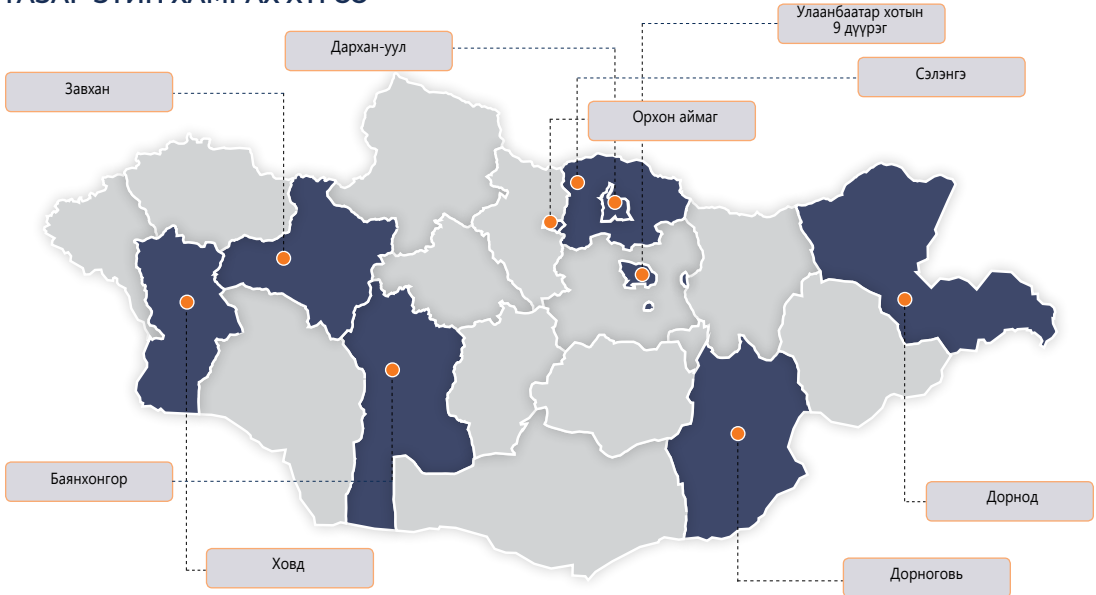 Улаанбаатар хотын
9 дүүрэг
Дархан-уул
Сэлэнгэ
Завхан
Орхон аймаг
Баянхонгор
Дорнод
Ховд
Дорноговь